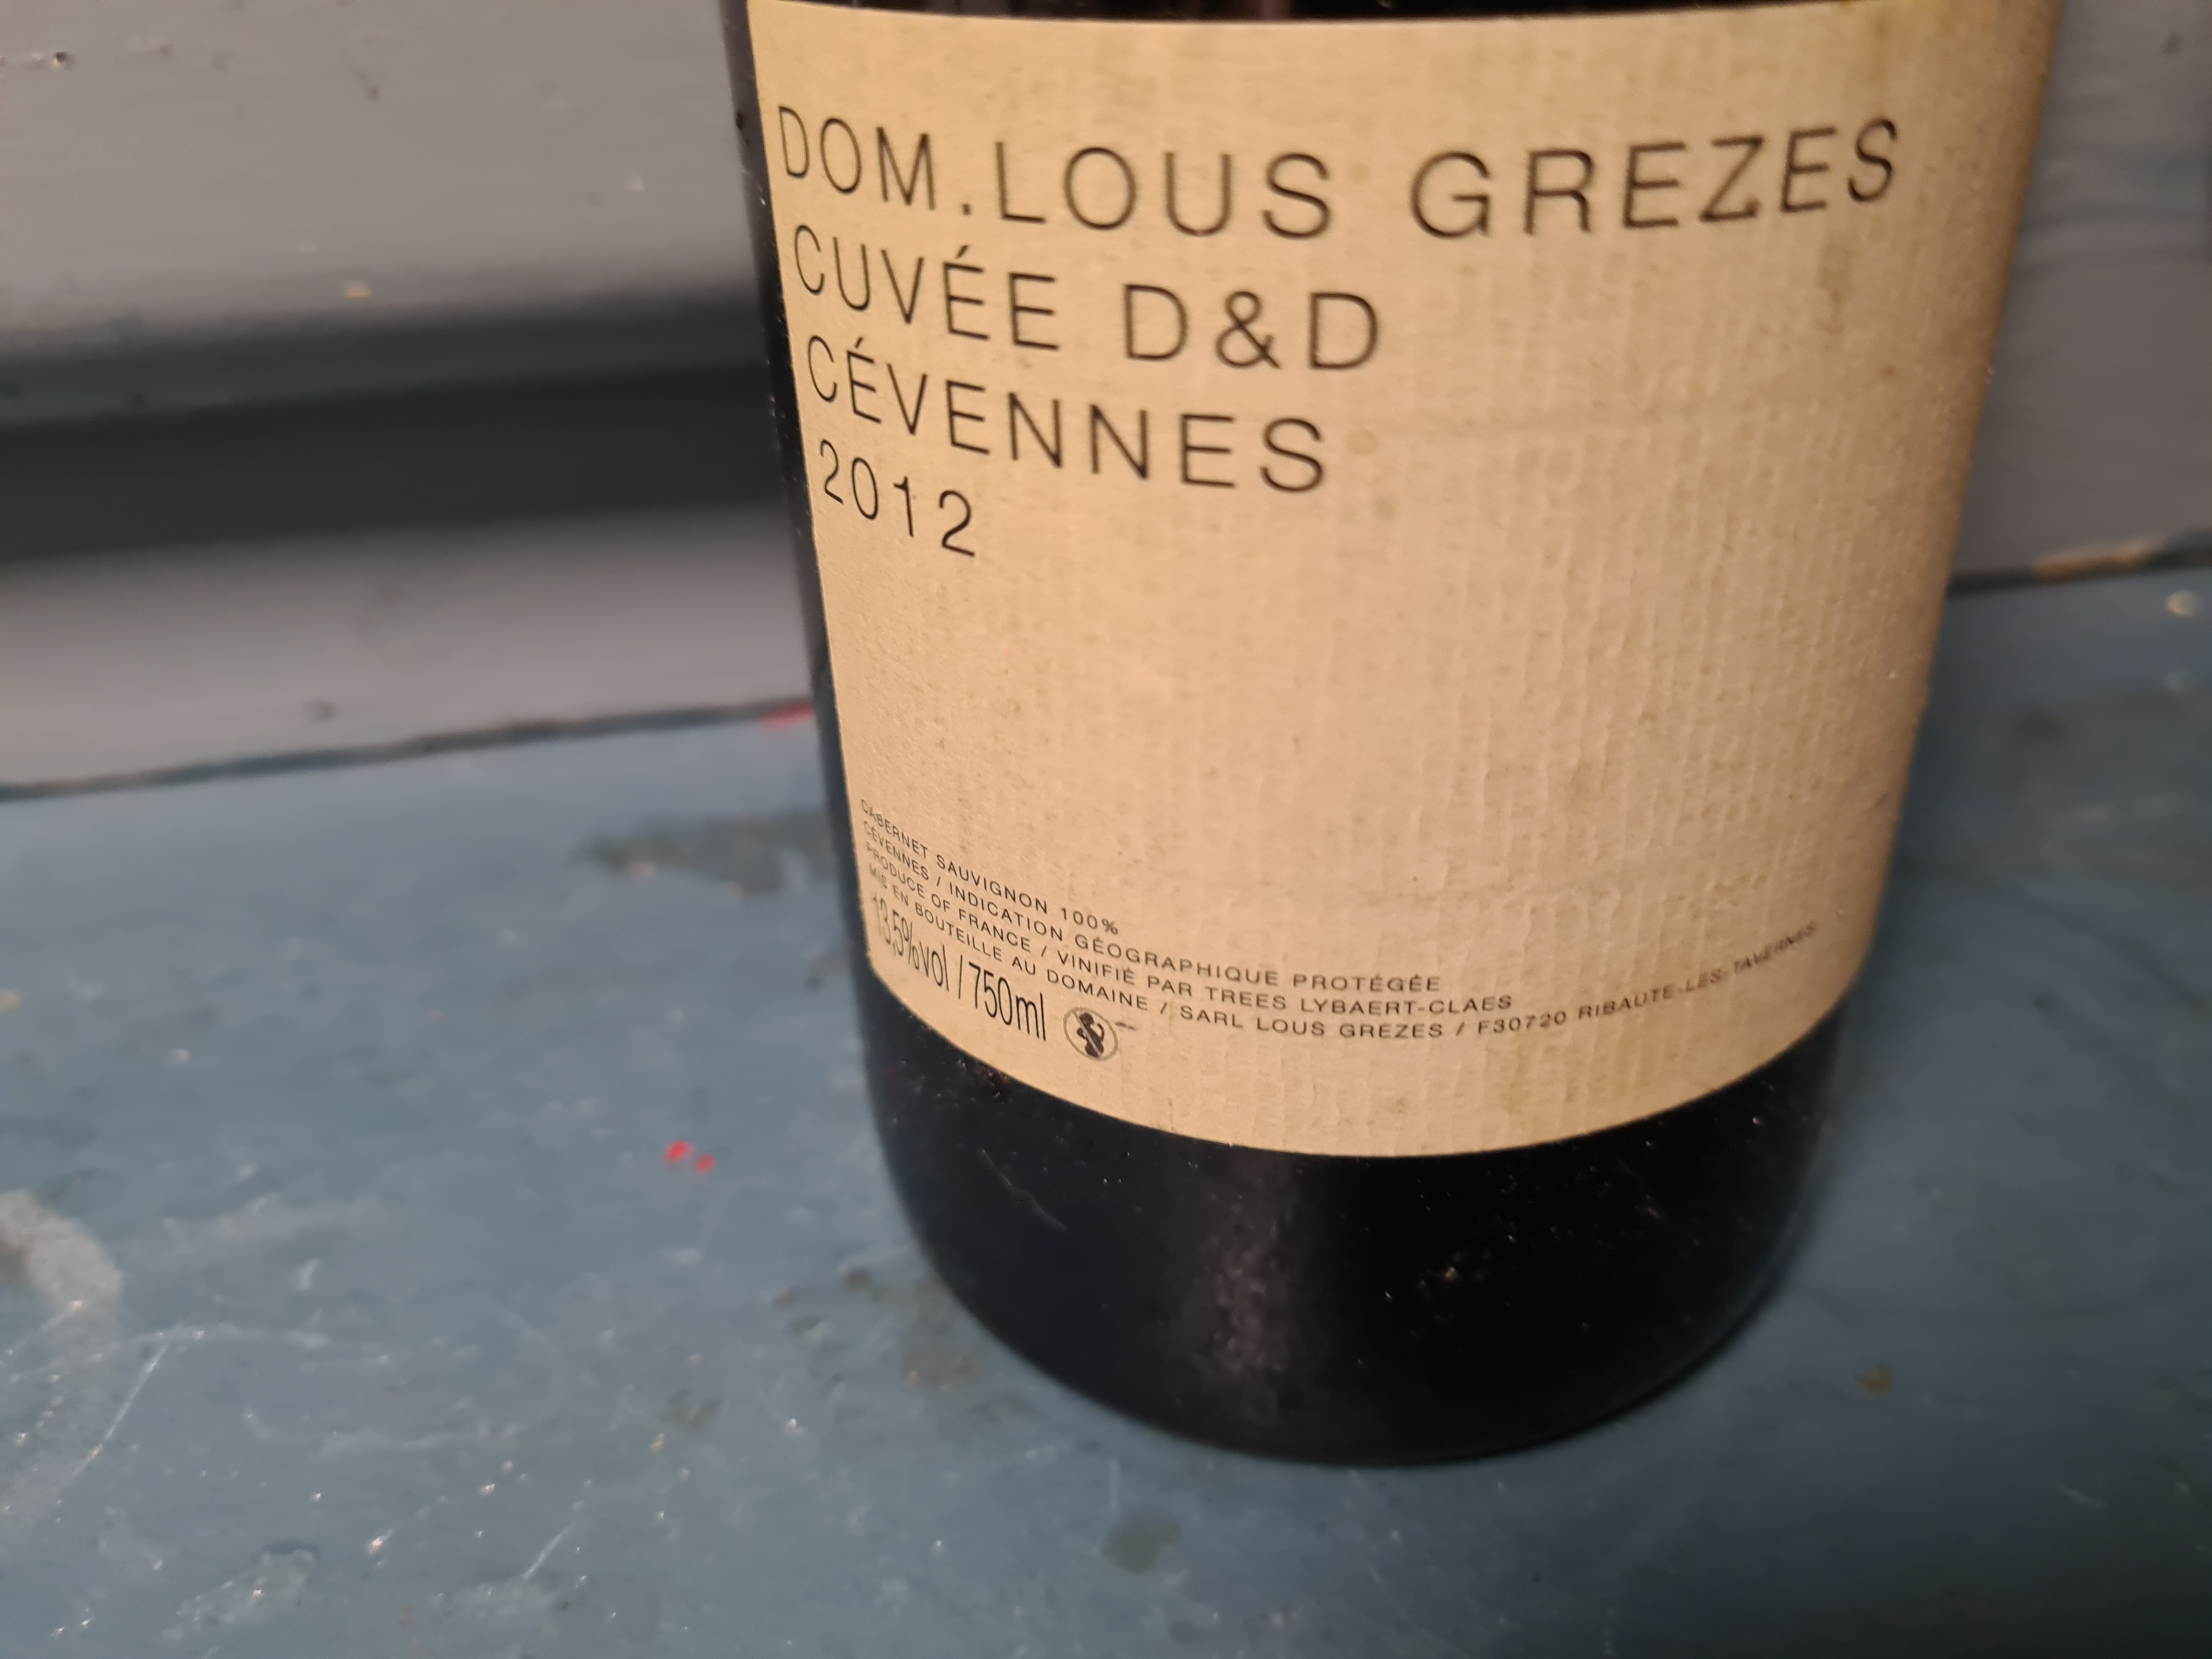 DOM.LOUS GREZES
CUVÉE D&D
CÉVENNES
2012
CABERNET SAUVIGNON 100%
CÉVENNES / INDICATION GÉOGRAPHIQUE PROTÉGÉE
PRODUCE OF FRANCE / VINIFIÉ PAR TREES LYBAERT-CLAES
MIS EN BOUTEILLE AU DOMAINE / SARL LOUS GREZES / F30720 RIBAUTE-LES-TAVERNES
13,5%vol / 750ml